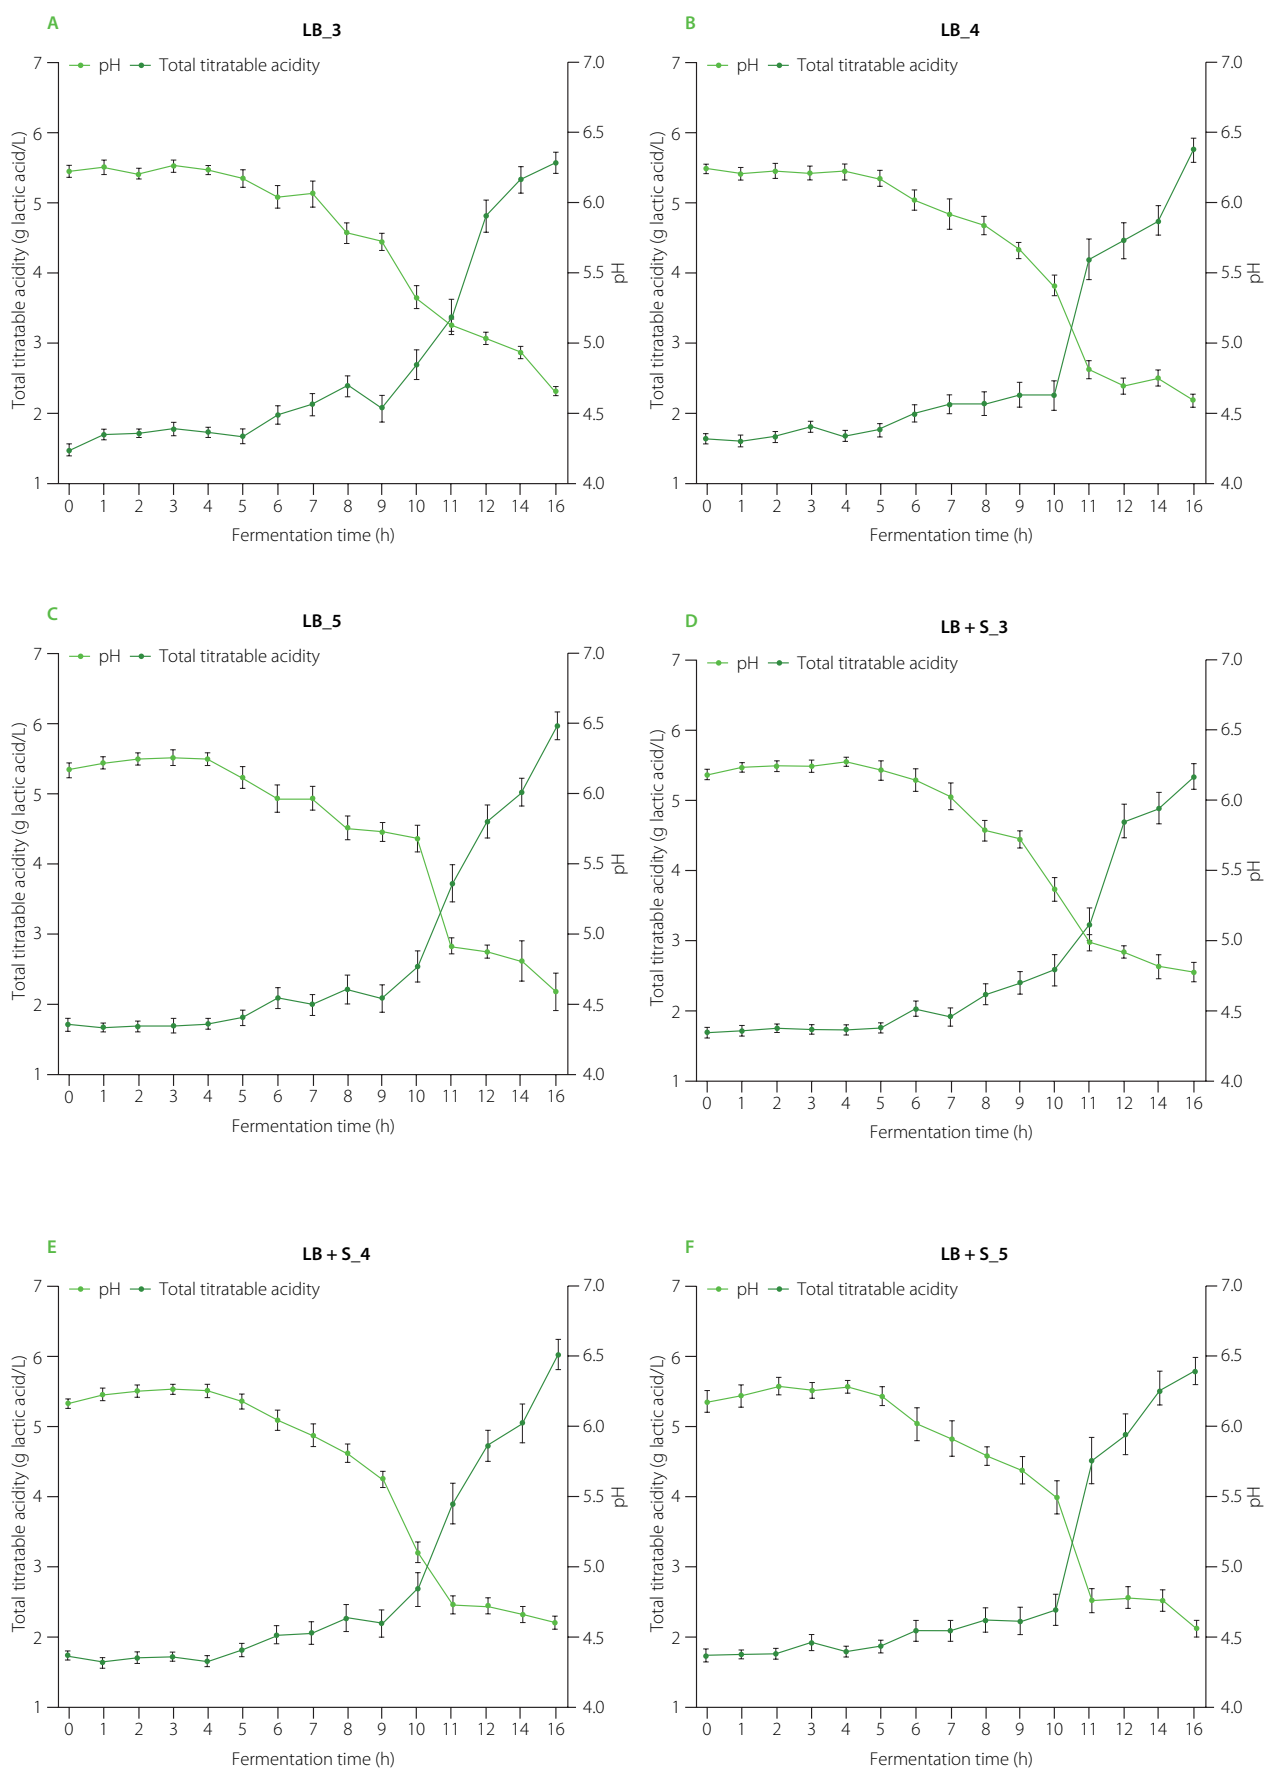 A
LB_3
pH Total titratable acidity
7 7.0
6 6.5
5 6.0
4 5.5
3 5.0
2 4.5
1 4.0
Total titratable acidity (g lactic acid/L)
pH
0 1 2 3 4 5 6 7 8 9 10 11 12 14 16
Fermentation time (h)
B
LB_4
pH Total titratable acidity
7 7.0
6 6.5
5 6.0
4 5.5
3 5.0
2 4.5
1 4.0
Total titratable acidity (g lactic acid/L)
pH
0 1 2 3 4 5 6 7 8 9 10 11 12 14 16
Fermentation time (h)
C
LB_5
pH Total titratable acidity
7 7.0
6 6.5
5 6.0
4 5.5
3 5.0
2 4.5
1 4.0
Total titratable acidity (g lactic acid/L)
pH
0 1 2 3 4 5 6 7 8 9 10 11 12 14 16
Fermentation time (h)
D
LB + S_3
pH Total titratable acidity
7 7.0
6 6.5
5 6.0
4 5.5
3 5.0
2 4.5
1 4.0
Total titratable acidity (g lactic acid/L)
pH
0 1 2 3 4 5 6 7 8 9 10 11 12 14 16
Fermentation time (h)
E
LB + S_4
pH Total titratable acidity
7 7.0
6 6.5
5 6.0
4 5.5
3 5.0
2 4.5
1 4.0
Total titratable acidity (g lactic acid/L)
pH
0 1 2 3 4 5 6 7 8 9 10 11 12 14 16
Fermentation time (h)
F
LB + S_5
pH Total titratable acidity
7 7.0
6 6.5
5 6.0
4 5.5
3 5.0
2 4.5
1 4.0
Total titratable acidity (g lactic acid/L)
pH
0 1 2 3 4 5 6 7 8 9 10 11 12 14 16
Fermentation time (h)